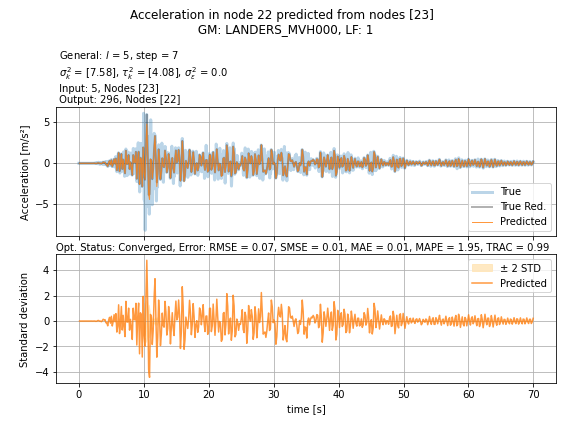 Acceleration in node 22 predicted from nodes [23]
GM: LANDERS_MVH000, LF: 1
General: l = 5, step = 7
σ²ₖ = [7.58], τ²ₖ = [4.08], σ²ₑ = 0.0
Input: 5, Nodes [23]
Output: 296, Nodes [22]
Acceleration [m/s²]
5
0
−5
True
True Red.
Predicted
Opt. Status: Converged, Error: RMSE = 0.07, SMSE = 0.01, MAE = 0.01, MAPE = 1.95, TRAC = 0.99
Standard deviation
4
2
0
−2
−4
± 2 STD
Predicted
0 10 20 30 40 50 60 70
time [s]